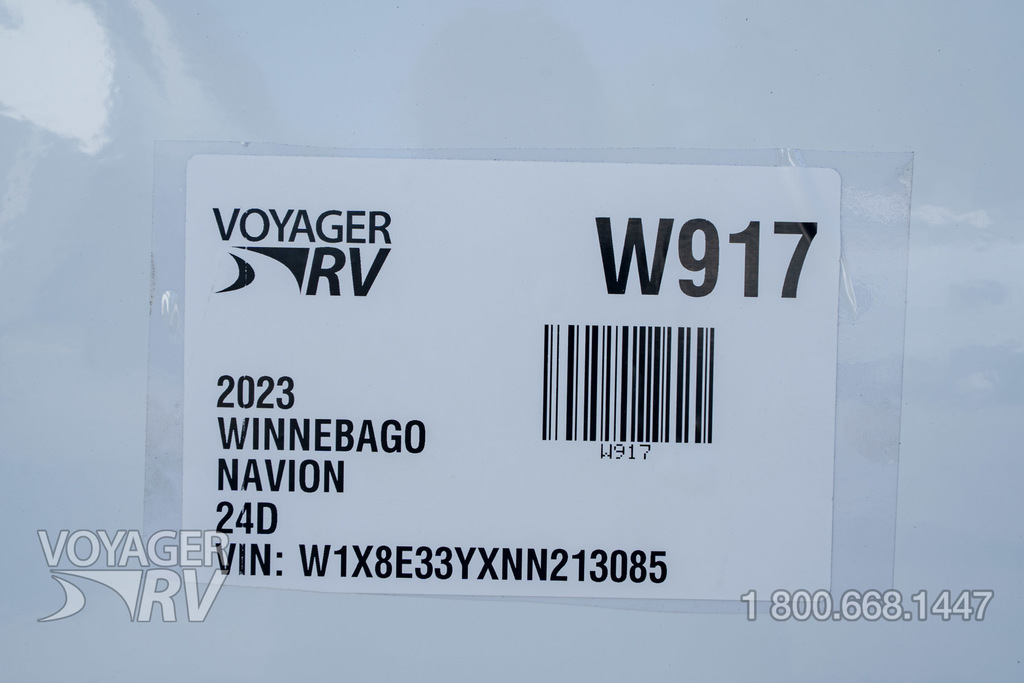 VOYAGER
RV
W917
W917
2023
WINNEBAGO
NAVION
24D
VIN: W1X8E33YXNN213085
VOYAGER
RV
1 800.668.1447